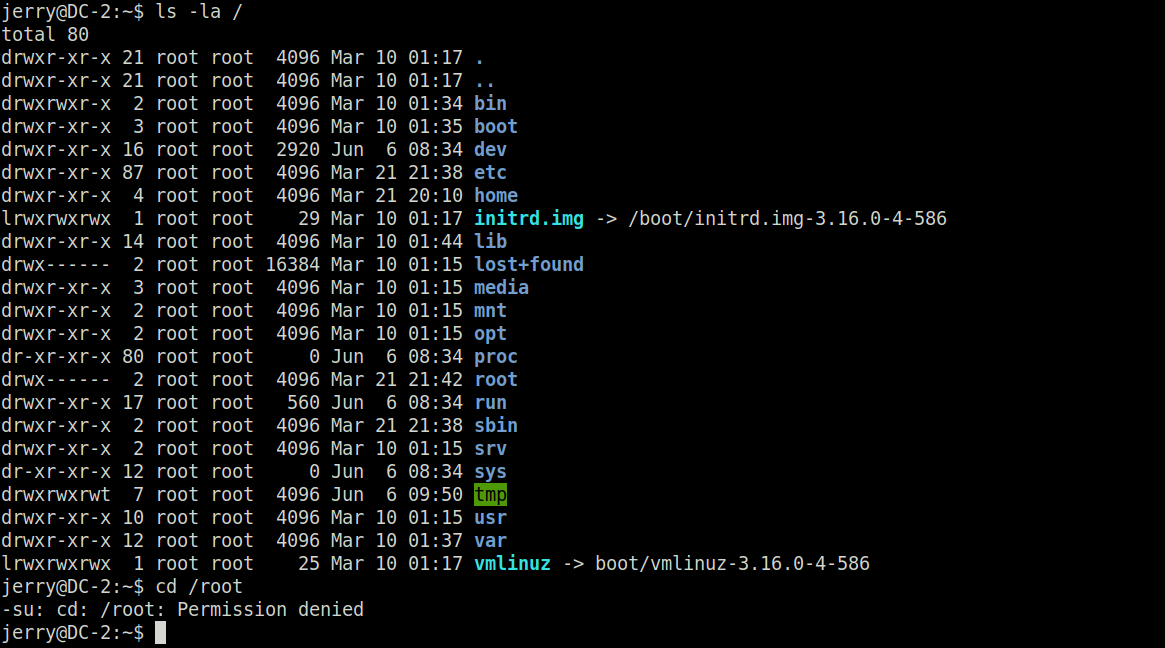 jerry@DC-2:~$ ls -la /
total 80
drwxr-xr-x 21 root root  4096 Mar 10 01:17 .
drwxr-xr-x 21 root root  4096 Mar 10 01:17 ..
drwxrwxr-x  2 root root  4096 Mar 10 01:34 bin
drwxr-xr-x  3 root root  4096 Mar 10 01:35 boot
drwxr-xr-x 16 root root  2920 Jun  6 08:34 dev
drwxr-xr-x 87 root root  4096 Mar 21 21:38 etc
drwxr-xr-x  4 root root  4096 Mar 21 20:10 home
lrwxrwxrwx  1 root root    29 Mar 10 01:17 initrd.img -> /boot/initrd.img-3.16.0-4-586
drwxr-xr-x 14 root root  4096 Mar 10 01:44 lib
drwx------  2 root root 16384 Mar 10 01:15 lost+found
drwxr-xr-x  3 root root  4096 Mar 10 01:15 media
drwxr-xr-x  2 root root  4096 Mar 10 01:15 mnt
drwxr-xr-x  2 root root  4096 Mar 10 01:15 opt
dr-xr-xr-x 80 root root     0 Jun  6 08:34 proc
drwx------  2 root root  4096 Mar 21 21:42 root
drwxr-xr-x 17 root root   560 Jun  6 08:34 run
drwxr-xr-x  2 root root  4096 Mar 21 21:38 sbin
drwxr-xr-x  2 root root  4096 Mar 10 01:15 srv
dr-xr-xr-x 12 root root     0 Jun  6 08:34 sys
drwxrwxrwt  7 root root  4096 Jun  6 09:50 tmp
drwxr-xr-x 10 root root  4096 Mar 10 01:15 usr
drwxr-xr-x 12 root root  4096 Mar 10 01:37 var
lrwxrwxrwx  1 root root    25 Mar 10 01:17 vmlinuz -> boot/vmlinuz-3.16.0-4-586
jerry@DC-2:~$ cd /root
-su: cd: /root: Permission denied
jerry@DC-2:~$